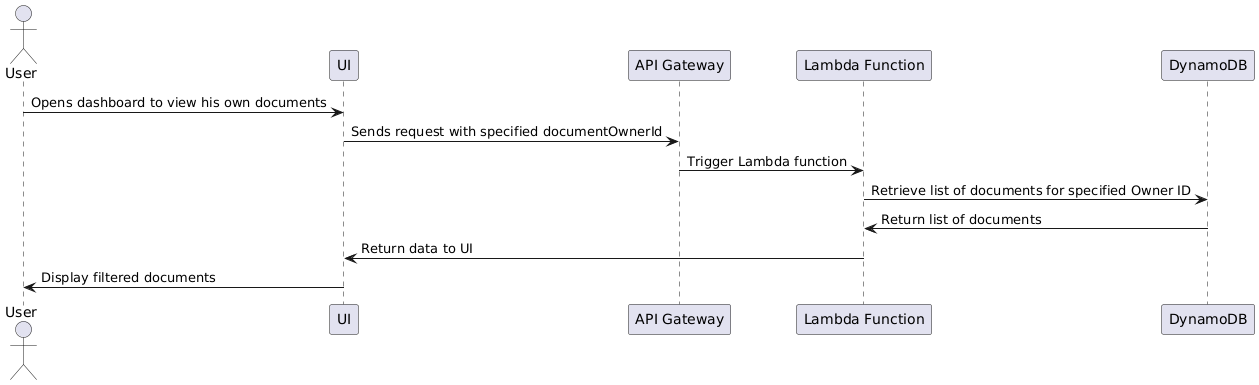 User
UI
API Gateway
Lambda Function
DynamoDB
Opens dashboard to view his own documents
Sends request with specified documentOwnerId
Trigger Lambda function
Retrieve list of documents for specified Owner ID
Return list of documents
Return data to UI
Display filtered documents
User
UI
API Gateway
Lambda Function
DynamoDB